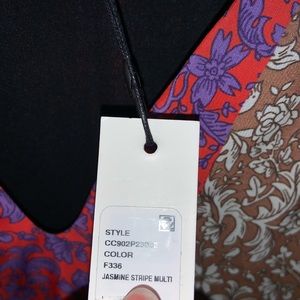 STYLE
COLOR
F336
JASMINE STRIPE MULTI